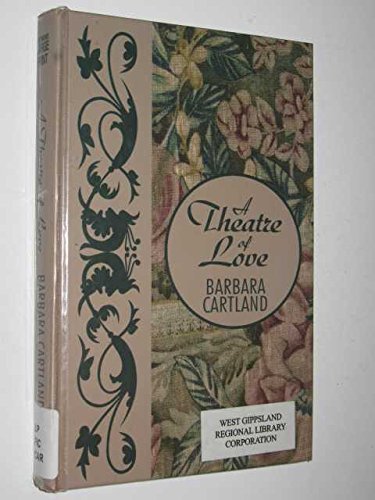 A
Theatre
of
Love
BARBARA
CARTLAND
WEST GIPPSLAND
REGIONAL LIBRARY
CORPORATION
A Theatre of Love BARBARA CARTLAND